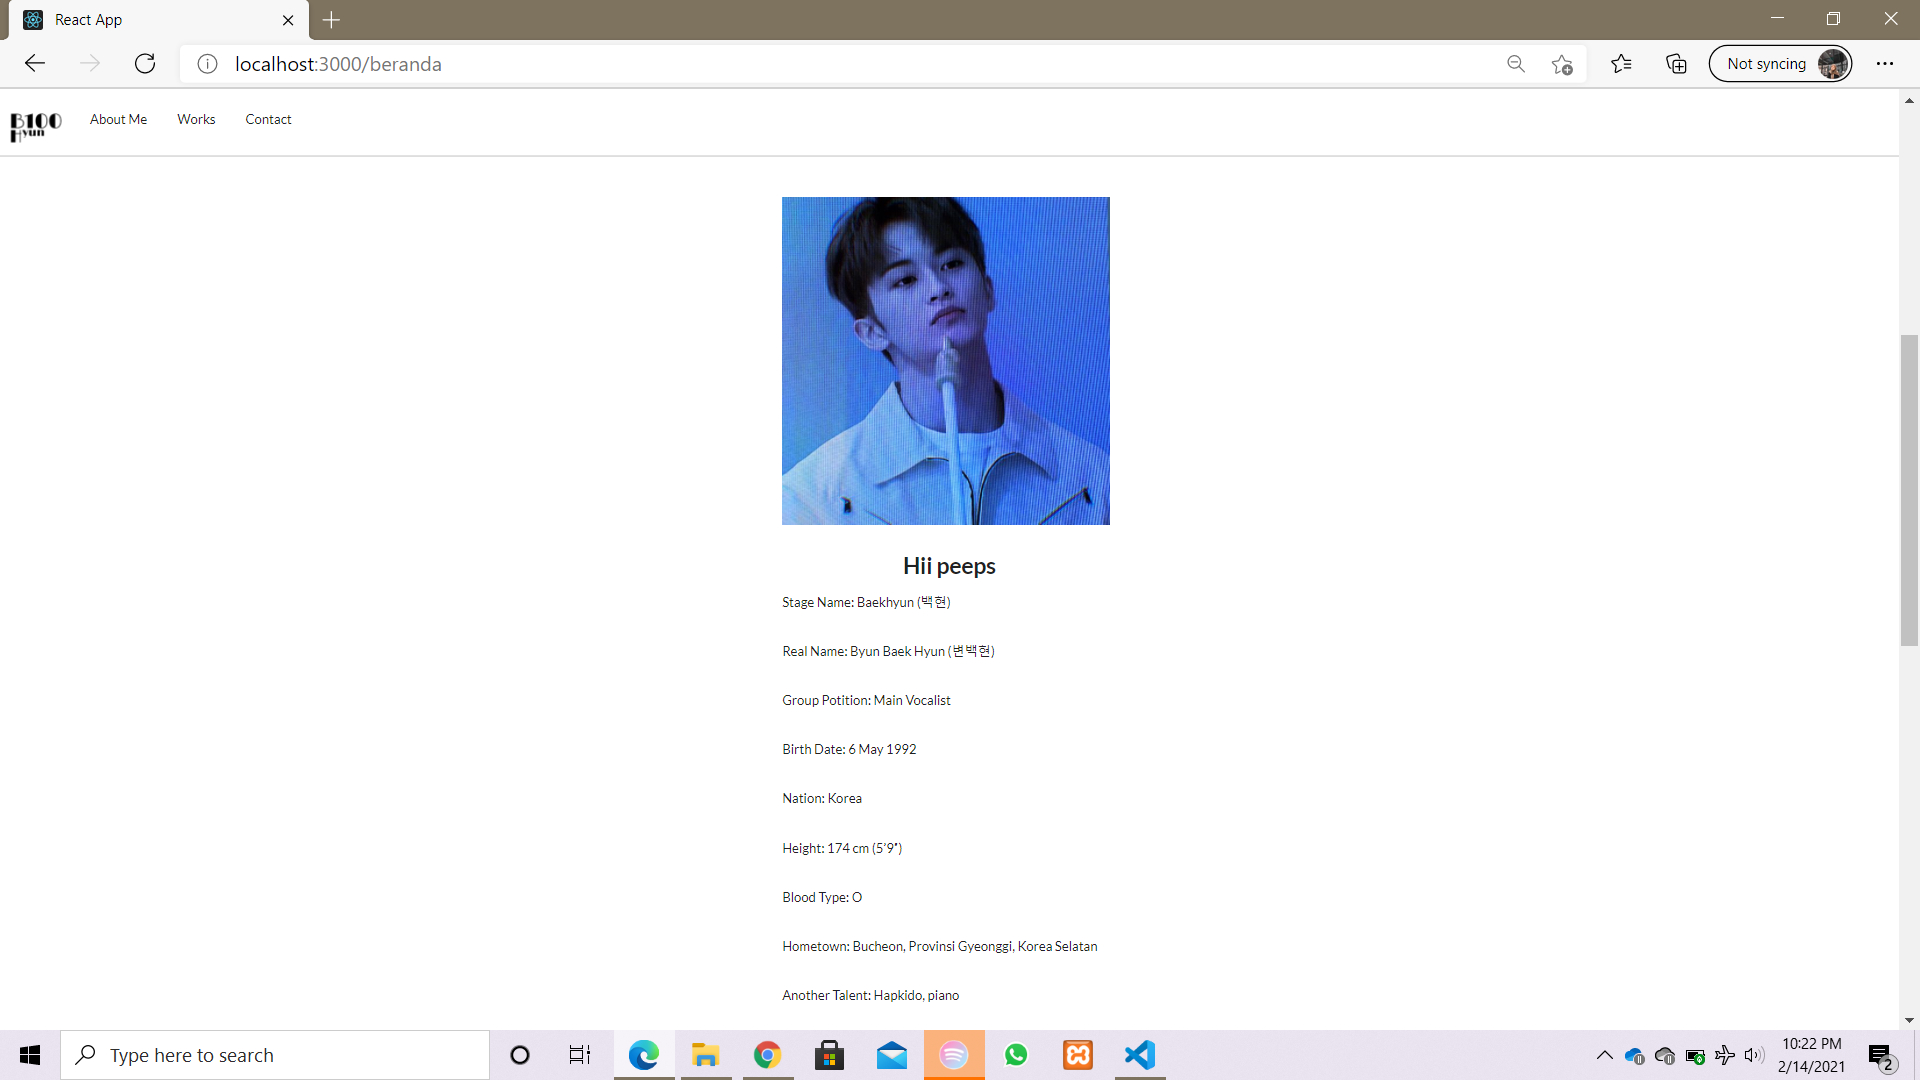 React App
localhost:3000/beranda
Not syncing
B100
Hyun
About Me Works Contact
Hii peeps
Stage Name: Baekhyun (백현)
Real Name: Byun Baek Hyun (변백현)
Group Potition: Main Vocalist
Birth Date: 6 May 1992
Nation: Korea
Height: 174 cm (5’9″)
Blood Type: O
Hometown: Bucheon, Provinsi Gyeonggi, Korea Selatan
Another Talent: Hapkido, piano
Type here to search
10:22 PM
2/14/2021
2